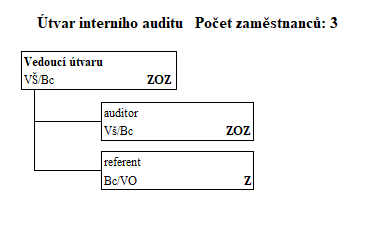 Útvar interního auditu Počet zaměstnanců: 3
Vedoucí útvaru
VŠ/Bc ZOZ
auditor
Vš/Bc ZOZ
referent
Bc/VO Z